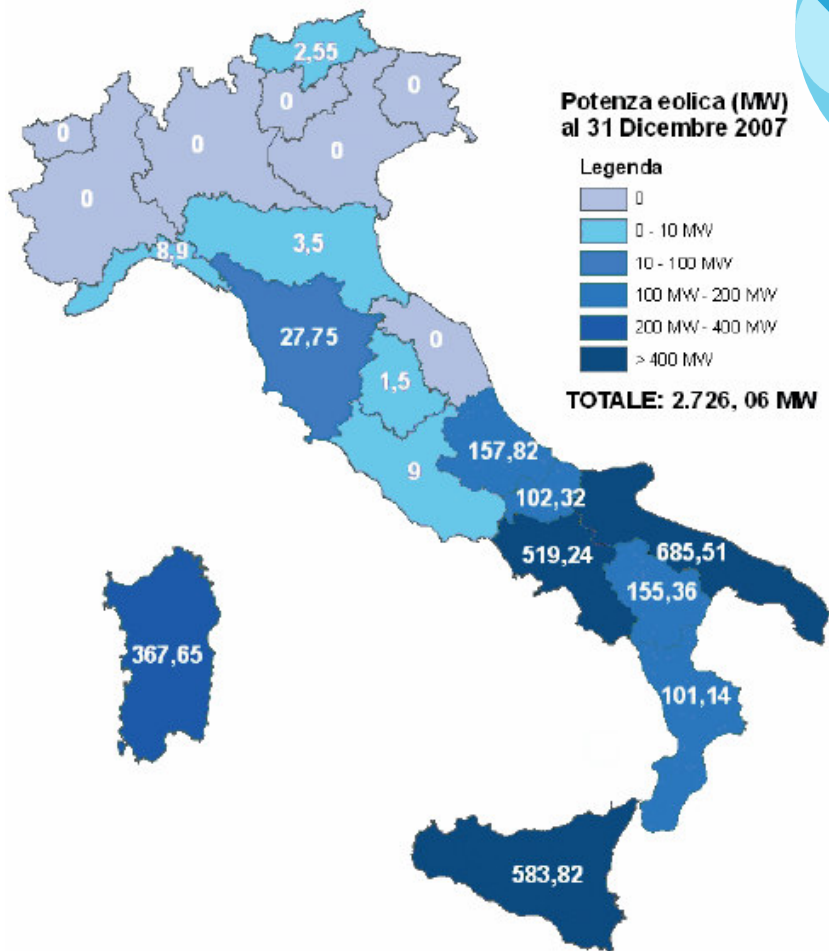 2,55
0
0
0
0
0
0
Potenza eolica (MW)
al 31 Dicembre 2007
Legenda
0
0 - 10 MW
10 - 100 MW
100 MW - 200 MW
200 MW - 400 MW
> 400 MW
TOTALE: 2.726, 06 MW
8,9
3,5
27,75
0
1,5
9
157,82
102,32
519,24
685,51
155,36
367,65
101,14
583,82